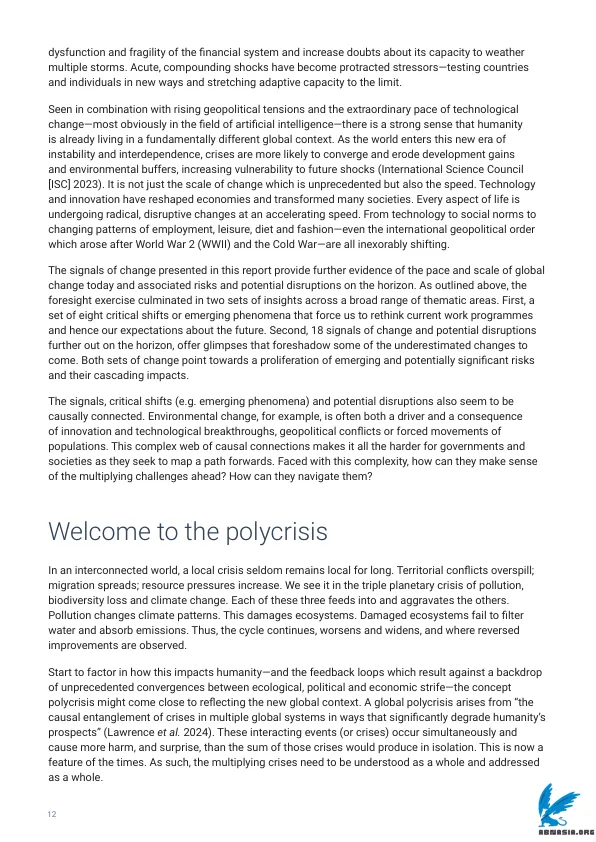 dysfunction and fragility of the financial system and increase doubts about its capacity to weather
multiple storms. Acute, compounding shocks have become protracted stressors—testing countries
and individuals in new ways and stretching adaptive capacity to the limit.
Seen in combination with rising geopolitical tensions and the extraordinary pace of technological
change—most obviously in the field of artificial intelligence—there is a strong sense that humanity
is already living in a fundamentally different global context. As the world enters this new era of
instability and interdependence, crises are more likely to converge and erode development gains
and environmental buffers, increasing vulnerability to future shocks (International Science Council
[ISC] 2023). It is not just the scale of change which is unprecedented but also the speed. Technology
and innovation have reshaped economies and transformed many societies. Every aspect of life is
undergoing radical, disruptive changes at an accelerating speed. From technology to social norms to
changing patterns of employment, leisure, diet and fashion—even the international geopolitical order
which arose after World War 2 (WWII) and the Cold War—are all inexorably shifting.
The signals of change presented in this report provide further evidence of the pace and scale of global
change today and associated risks and potential disruptions on the horizon. As outlined above, the
foresight exercise culminated in two sets of insights across a broad range of thematic areas. First, a
set of eight critical shifts or emerging phenomena that force us to rethink current work programmes
and hence our expectations about the future. Second, 18 signals of change and potential disruptions
further out on the horizon, offer glimpses that foreshadow some of the underestimated changes to
come. Both sets of change point towards a proliferation of emerging and potentially significant risks
and their cascading impacts.
The signals, critical shifts (e.g. emerging phenomena) and potential disruptions also seem to be
causally connected. Environmental change, for example, is often both a driver and a consequence
of innovation and technological breakthroughs, geopolitical conflicts or forced movements of
populations. This complex web of causal connections makes it all the harder for governments and
societies as they seek to map a path forwards. Faced with this complexity, how can they make sense
of the multiplying challenges ahead? How can they navigate them?
Welcome to the polycrisis
In an interconnected world, a local crisis seldom remains local for long. Territorial conflicts overspill;
migration spreads; resource pressures increase. We see it in the triple planetary crisis of pollution,
biodiversity loss and climate change. Each of these three feeds into and aggravates the others.
Pollution changes climate patterns. This damages ecosystems. Damaged ecosystems fail to filter
water and absorb emissions. Thus, the cycle continues, worsens and widens, and where reversed
improvements are observed.
Start to factor in how this impacts humanity—and the feedback loops which result against a backdrop
of unprecedented convergences between ecological, political and economic strife—the concept
polycrisis might come close to reflecting the new global context. A global polycrisis arises from “the
causal entanglement of crises in multiple global systems in ways that significantly degrade humanity’s
prospects” (Lawrence et al. 2024). These interacting events (or crises) occur simultaneously and
cause more harm, and surprise, than the sum of those crises would produce in isolation. This is now a
feature of the times. As such, the multiplying crises need to be understood as a whole and addressed
as a whole.
12
ABNASIA.ORG